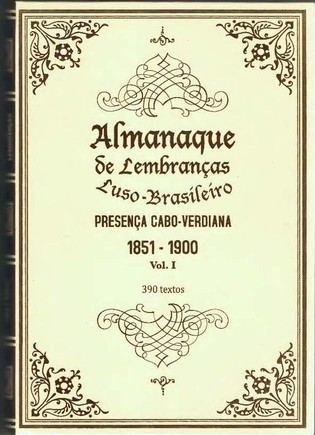 Almanaque
de Lembranças
Luso-Brasileiro
PRESENÇA CABO-VERDIANA
1851 - 1900
Vol. I
390 textos